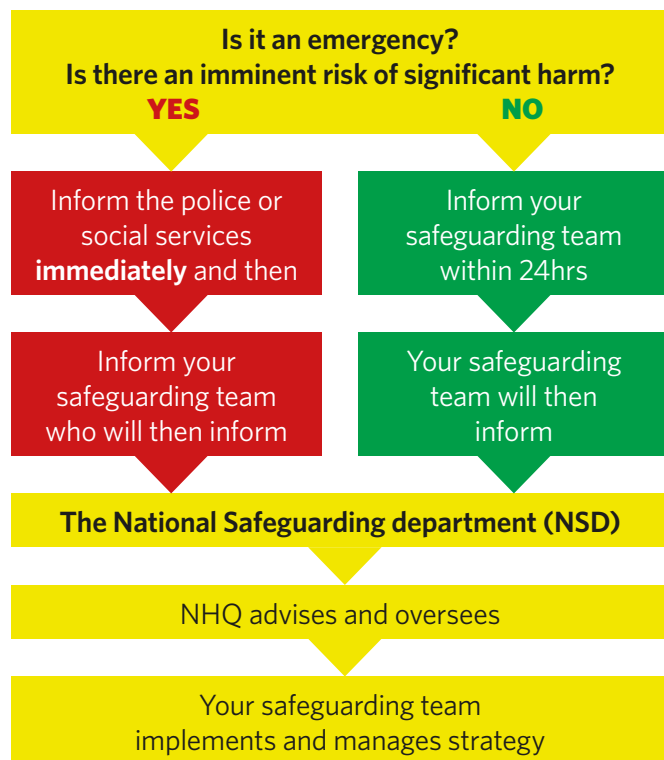 Is it an emergency?
Is there an imminent risk of significant harm?
YES
NO
Inform the police or
social services
immediately and then
Inform your
safeguarding team
within 24hrs
Inform your
safeguarding team
who will then inform
Your safeguarding
team will then
inform
The National Safeguarding department (NSD)
NHQ advises and oversees
Your safeguarding team
implements and manages strategy